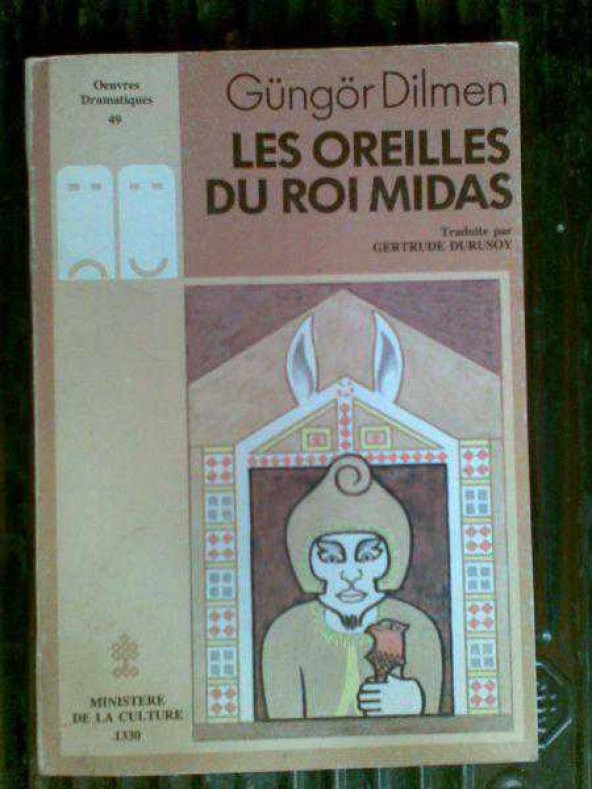 Oeuvres
Dramatiques
49
Güngör Dilmen
LES OREILLES
DU ROI MIDAS
Traduite par
GERTRUDE DURUSOY
MINISTERE
DE LA CULTURE
1330